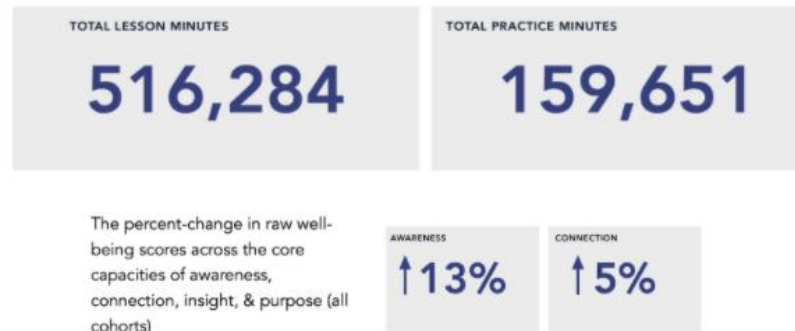 TOTAL LESSON MINUTES
516,284
TOTAL PRACTICE MINUTES
159,651
The percent-change in raw well-
being scores across the core
capacities of awareness,
connection, insight, & purpose (all
cohorts)
AWARENESS
↑13%
CONNECTION
↑5%